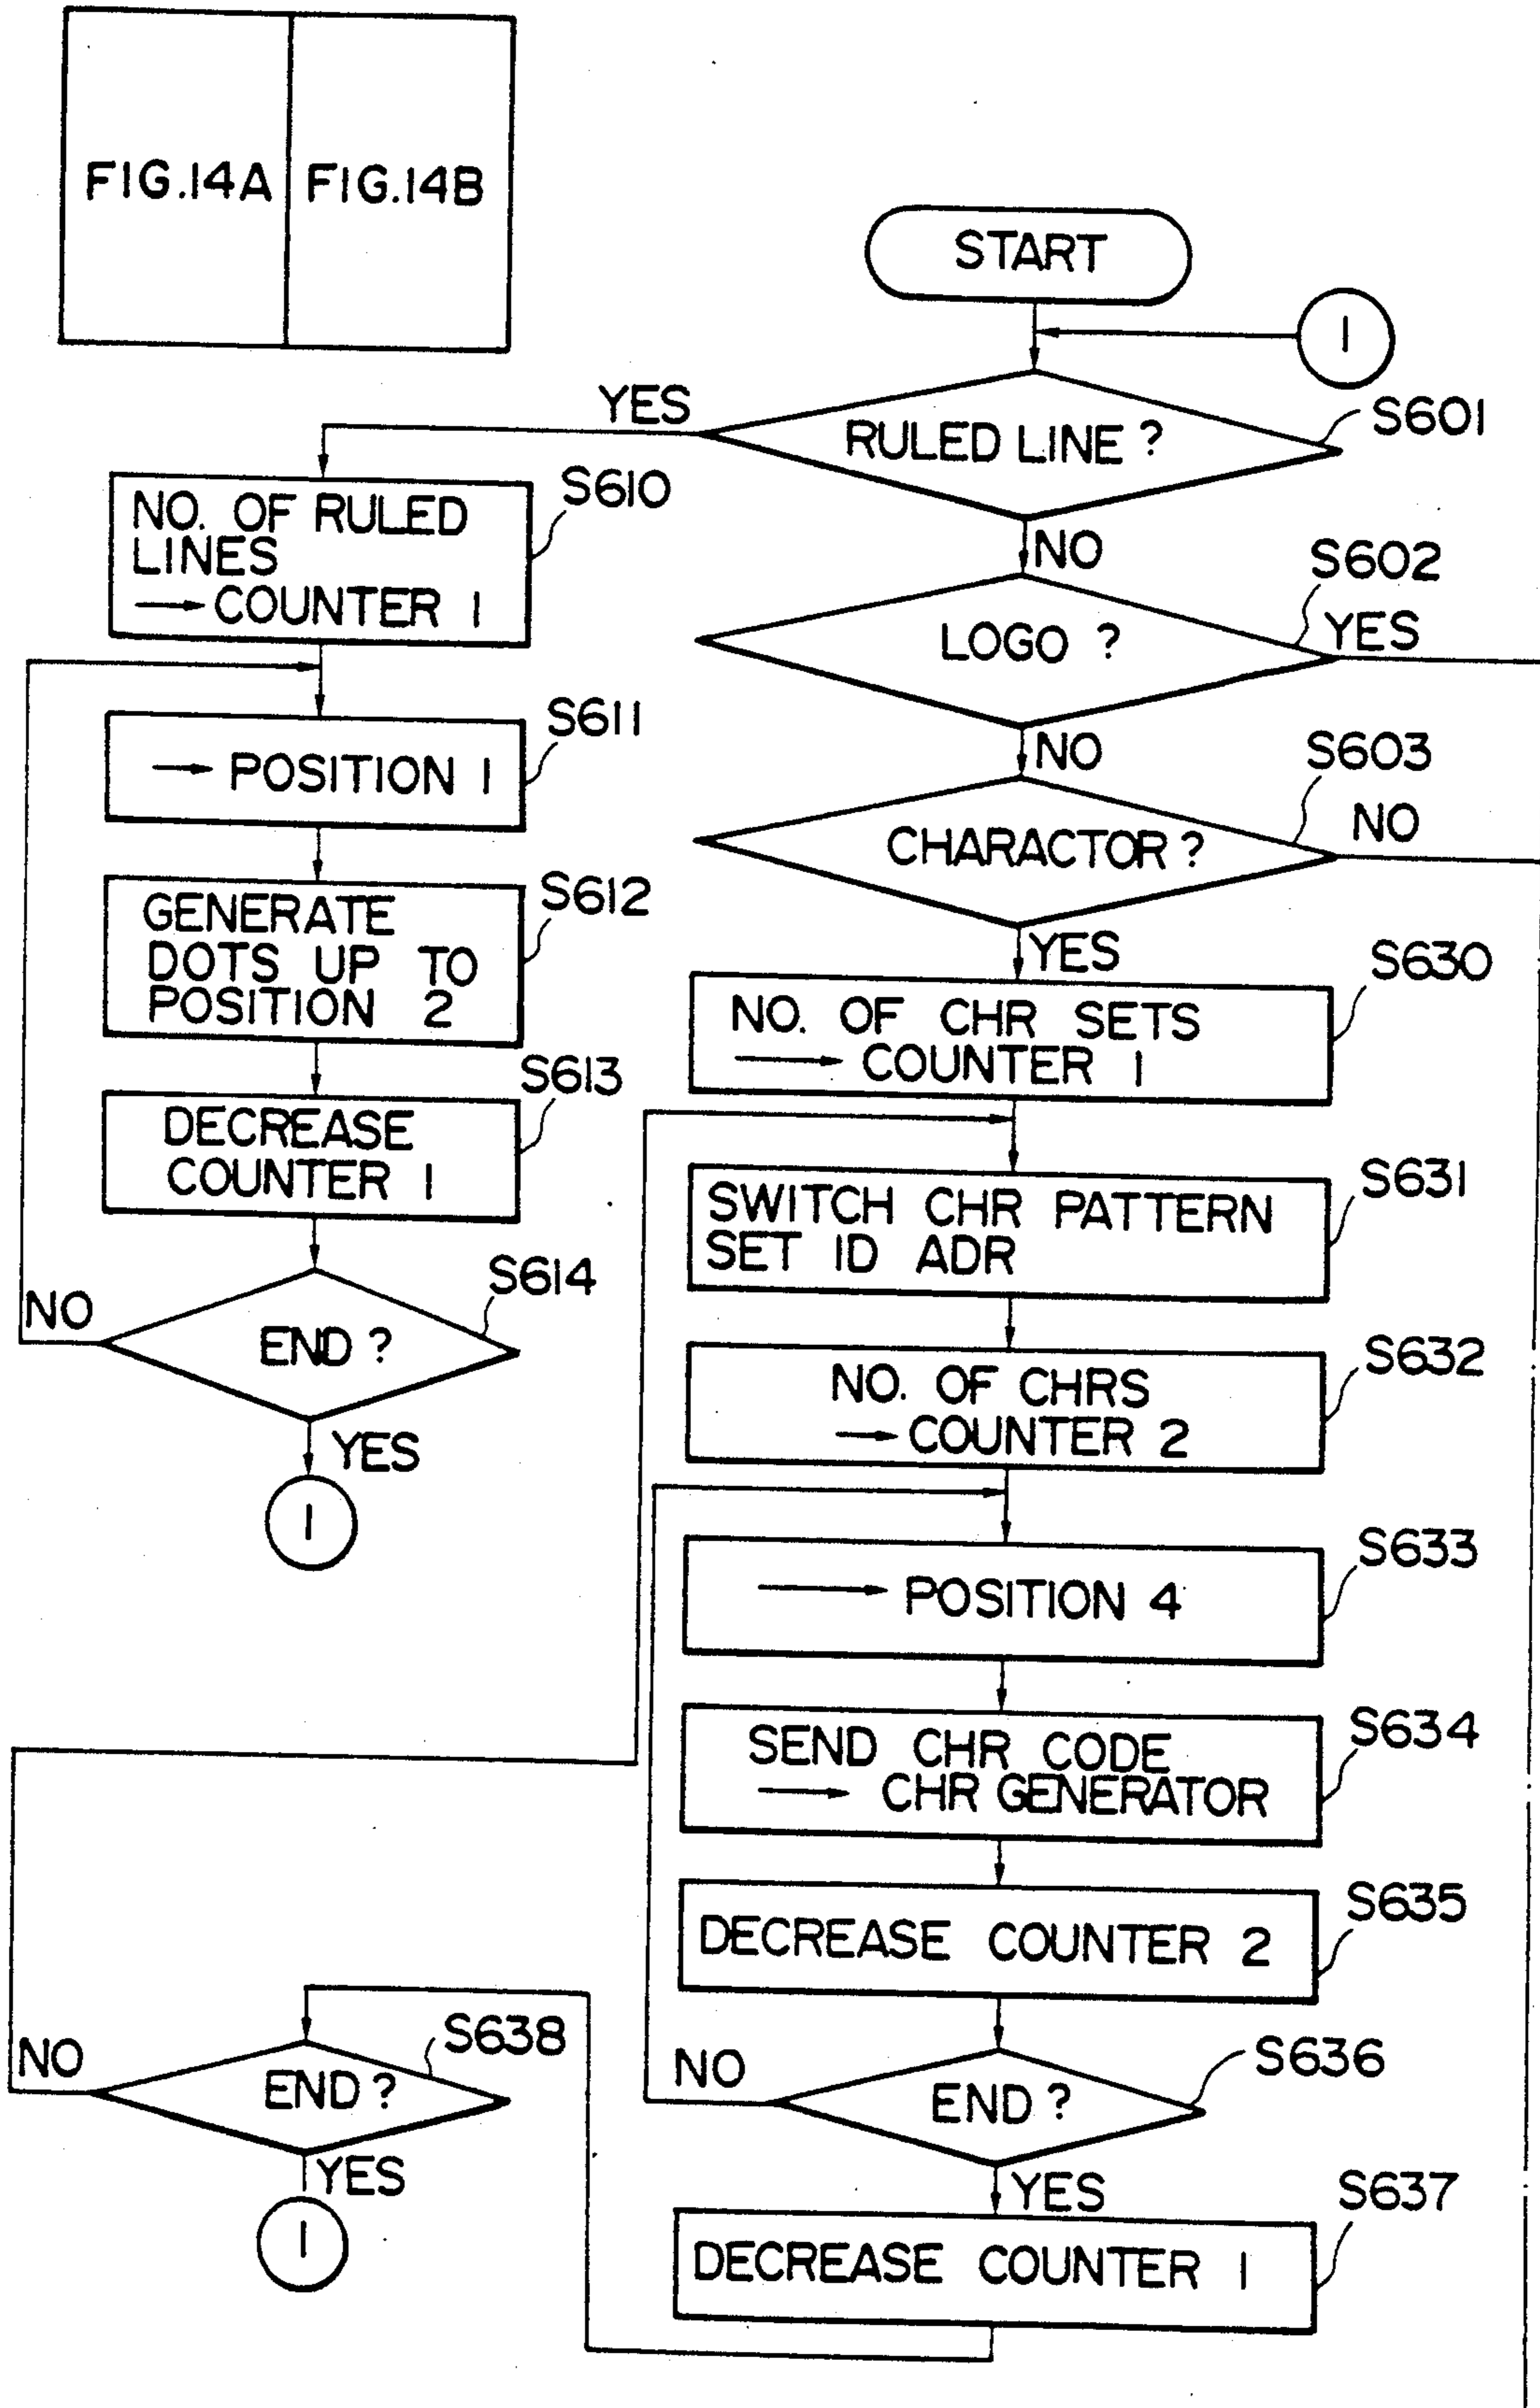 FIG.14A FIG.14B
START
1
RULED LINE ?
S601
YES
NO
NO. OF RULED
LINES
→ COUNTER 1
S610
→ POSITION 1
S611
GENERATE
DOTS UP TO
POSITION 2
S612
DECREASE
COUNTER 1
S613
END ?
S614
NO
YES
1
LOGO ?
S602
YES
NO
CHARACTOR ?
S603
NO
YES
NO. OF CHR SETS
→ COUNTER 1
S630
SWITCH CHR PATTERN
SET ID ADR
S631
NO. OF CHRS
→ COUNTER 2
S632
→ POSITION 4
S633
SEND CHR CODE
→ CHR GENERATOR
S634
DECREASE COUNTER 2
S635
END ?
S636
NO
YES
DECREASE COUNTER 1
S637
END ?
S638
NO
YES
1